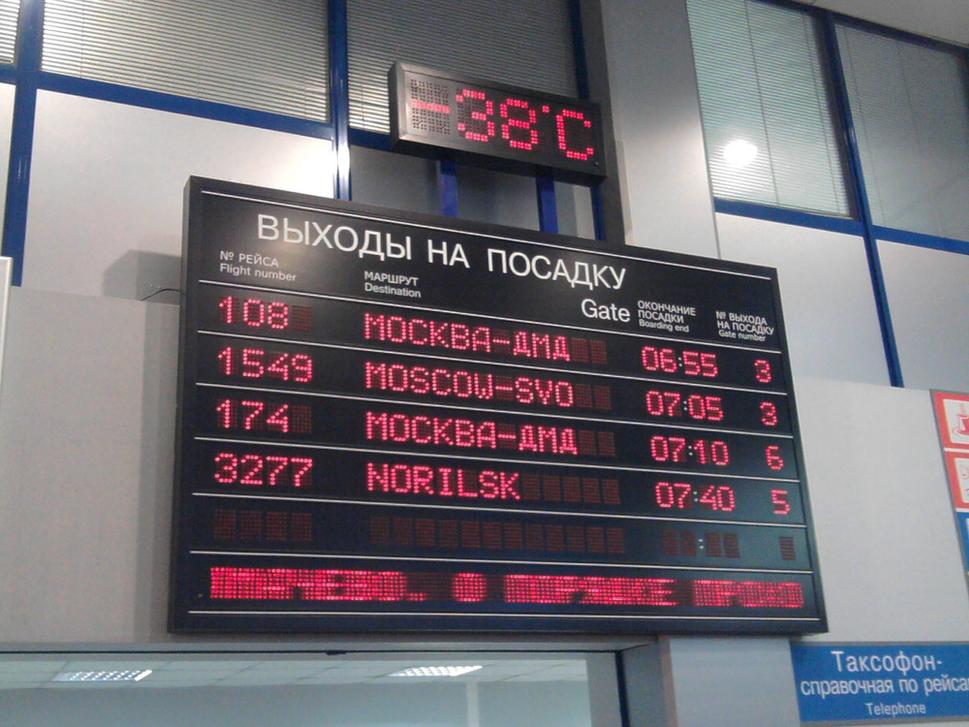 -38°C
ВЫХОДЫ НА ПОСАДКУ
№ РЕЙСА
Flight number
МАРШРУТ
Destination
Gate
ОКОНЧАНИЕ
ПОСАДКИ
Boarding end
№ ВЫХОДА
НА ПОСАДКУ
Gate number
108 МОСКВА-ДМД 06:55 3
1549 MOSCOW-SVO 07:05 3
174 МОСКВА-ДМД 07:10 6
3277 NORILSK 07:40 5
О
Таксофон-
справочная по рейса
Telephone